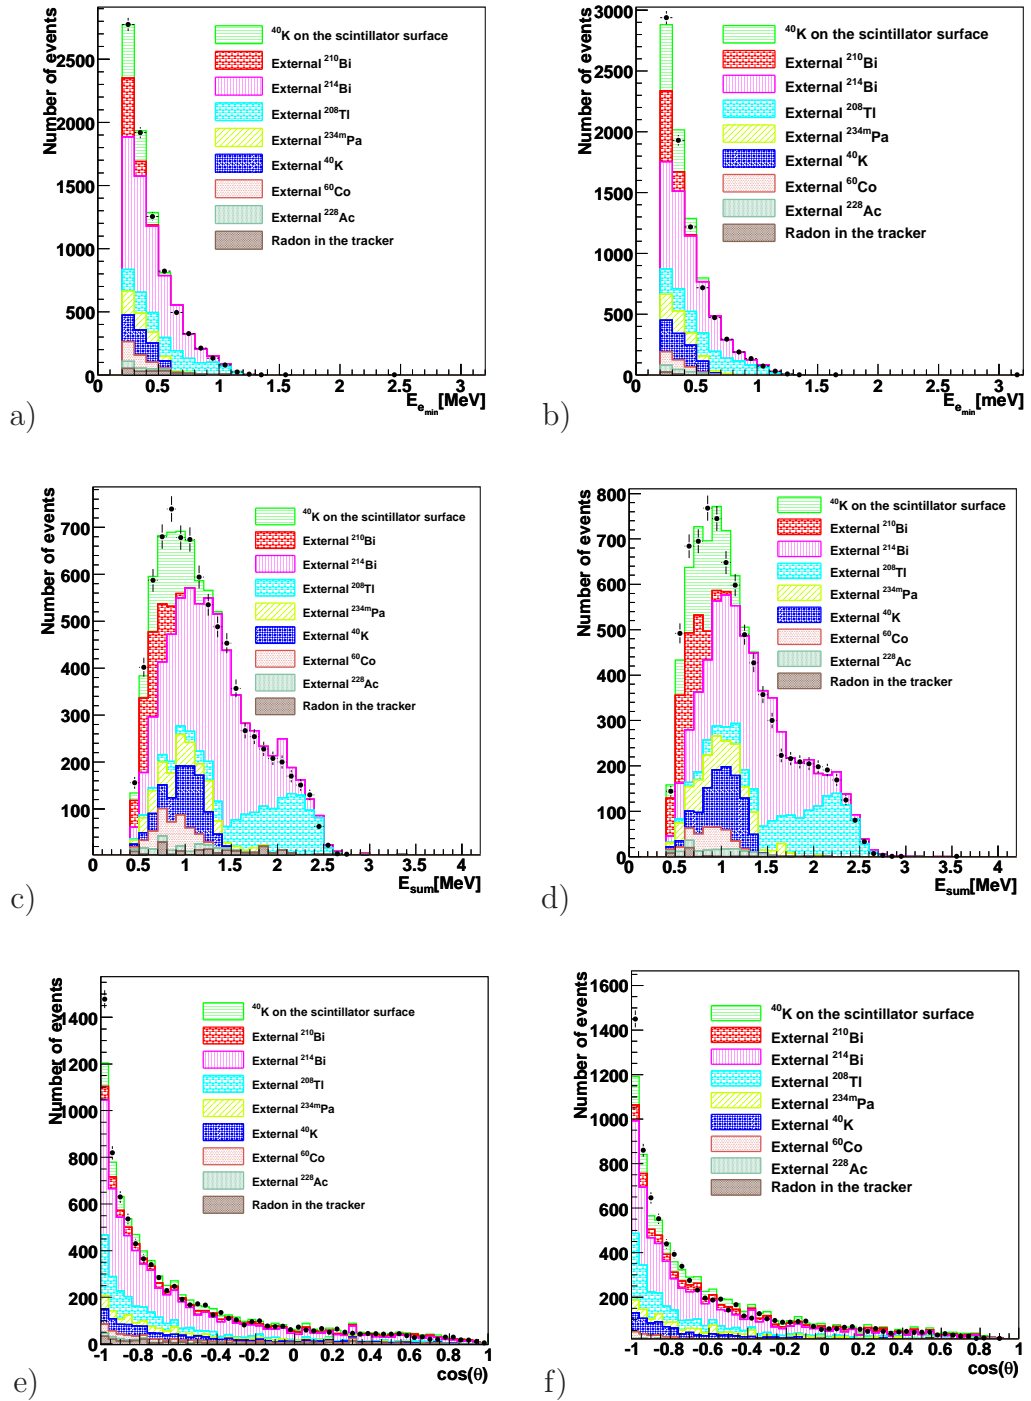 Number of events
2500
2000
1500
1000
500
0
⁴⁰K on the scintillator surface
External ²¹⁰Bi
External ²¹⁴Bi
External ²⁰⁸Tl
External ²³⁴ᵐPa
External ⁴⁰K
External ⁶⁰Co
External ²²⁸Ac
Radon in the tracker
0 0.5 1 1.5 2 2.5 3
E_e_min [MeV]
a)
Number of events
3000
2500
2000
1500
1000
500
0
⁴⁰K on the scintillator surface
External ²¹⁰Bi
External ²¹⁴Bi
External ²⁰⁸Tl
External ²³⁴ᵐPa
External ⁴⁰K
External ⁶⁰Co
External ²²⁸Ac
Radon in the tracker
0 0.5 1 1.5 2 2.5 3
E_e_min [meV]
b)
Number of events
700
600
500
400
300
200
100
⁴⁰K on the scintillator surface
External ²¹⁰Bi
External ²¹⁴Bi
External ²⁰⁸Tl
External ²³⁴ᵐPa
External ⁴⁰K
External ⁶⁰Co
External ²²⁸Ac
Radon in the tracker
0 0.5 1 1.5 2 2.5 3 3.5 4
E_sum[MeV]
c)
Number of events
800
700
600
500
400
300
200
100
0
⁴⁰K on the scintillator surface
External ²¹⁰Bi
External ²¹⁴Bi
External ²⁰⁸Tl
External ²³⁴ᵐPa
External ⁴⁰K
External ⁶⁰Co
External ²²⁸Ac
Radon in the tracker
0 0.5 1 1.5 2 2.5 3 3.5 4
E_sum[MeV]
d)
Number of events
1400
1200
1000
800
600
400
200
0
⁴⁰K on the scintillator surface
External ²¹⁰Bi
External ²¹⁴Bi
External ²⁰⁸Tl
External ²³⁴ᵐPa
External ⁴⁰K
External ⁶⁰Co
External ²²⁸Ac
Radon in the tracker
-1 -0.8 -0.6 -0.4 -0.2 0 0.2 0.4 0.6 0.8 1
cos(θ)
e)
Number of events
1600
1400
1200
1000
800
600
400
200
⁴⁰K on the scintillator surface
External ²¹⁰Bi
External ²¹⁴Bi
External ²⁰⁸Tl
External ²³⁴ᵐPa
External ⁴⁰K
External ⁶⁰Co
External ²²⁸Ac
Radon in the tracker
-1 -0.8 -0.6 -0.4 -0.2 0 0.2 0.4 0.6 0.8 1
cos(θ)
f)